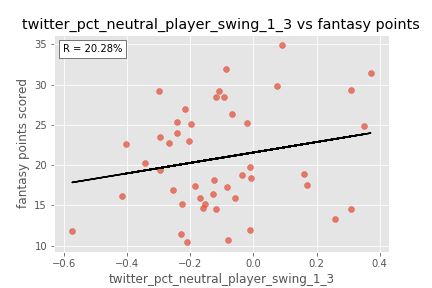 twitter_pct_neutral_player_swing_1_3 vs fantasy points
R = 20.28%
fantasy points scored
35
30
25
20
15
10
−0.6 −0.4 −0.2 0.0 0.2 0.4
twitter_pct_neutral_player_swing_1_3